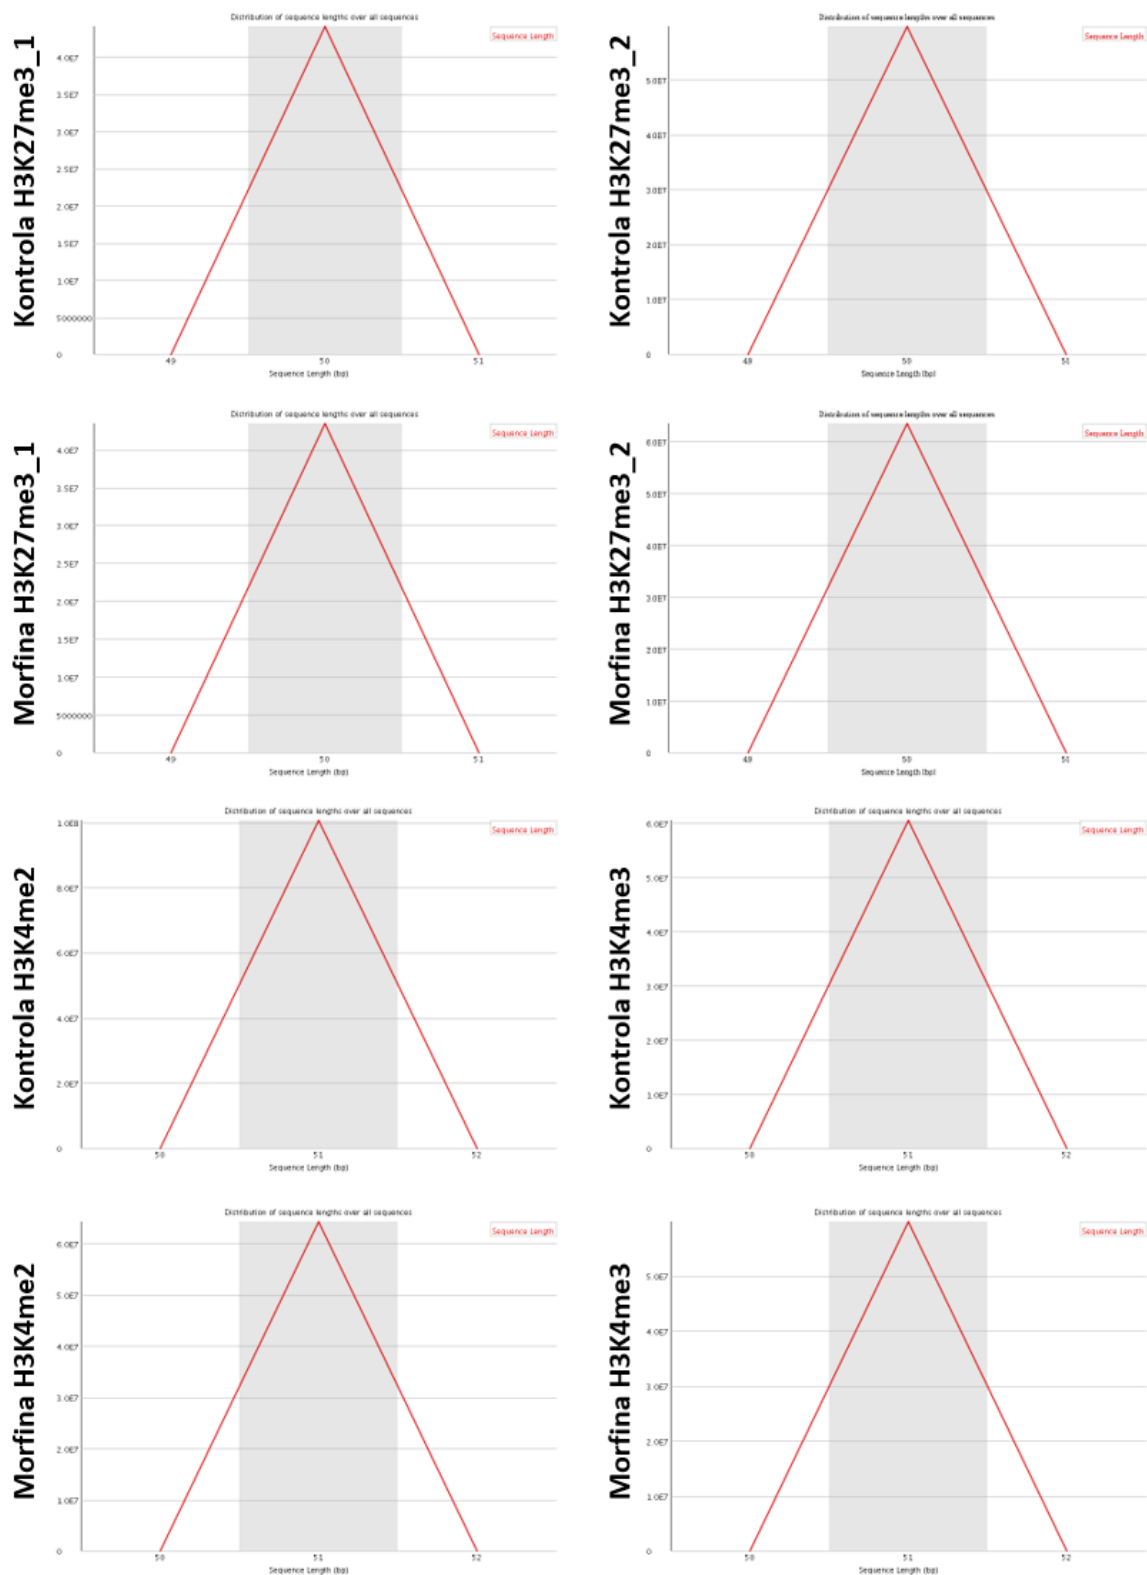 Kontrola H3K27me3_1
Distribution of sequence lengths over all sequences
Sequence Length
4.0E7
3.5E7
3.0E7
2.5E7
2.0E7
1.5E7
1.0E7
5000000
0
49
50
51
Sequence Length (bp)
Kontrola H3K27me3_2
Distribution of sequence lengths over all sequences
Sequence Length
5.0E7
4.0E7
3.0E7
2.0E7
1.0E7
0
49
50
51
Sequence Length (bp)
Morfina H3K27me3_1
Distribution of sequence lengths over all sequences
Sequence Length
4.0E7
3.5E7
3.0E7
2.5E7
2.0E7
1.5E7
1.0E7
5000000
0
49
50
51
Sequence Length (bp)
Morfina H3K27me3_2
Distribution of sequence lengths over all sequences
Sequence Length
6.0E7
5.0E7
4.0E7
3.0E7
2.0E7
1.0E7
0
49
50
51
Sequence Length (bp)
Kontrola H3K4me2
Distribution of sequence lengths over all sequences
Sequence Length
1.0E8
8.0E7
6.0E7
4.0E7
2.0E7
0
50
51
52
Sequence Length (bp)
Kontrola H3K4me3
Distribution of sequence lengths over all sequences
Sequence Length
6.0E7
5.0E7
4.0E7
3.0E7
2.0E7
1.0E7
0
50
51
52
Sequence Length (bp)
Morfina H3K4me2
Distribution of sequence lengths over all sequences
Sequence Length
6.0E7
5.0E7
4.0E7
3.0E7
2.0E7
1.0E7
0
50
51
52
Sequence Length (bp)
Morfina H3K4me3
Distribution of sequence lengths over all sequences
Sequence Length
5.0E7
4.0E7
3.0E7
2.0E7
1.0E7
0
50
51
52
Sequence Length (bp)